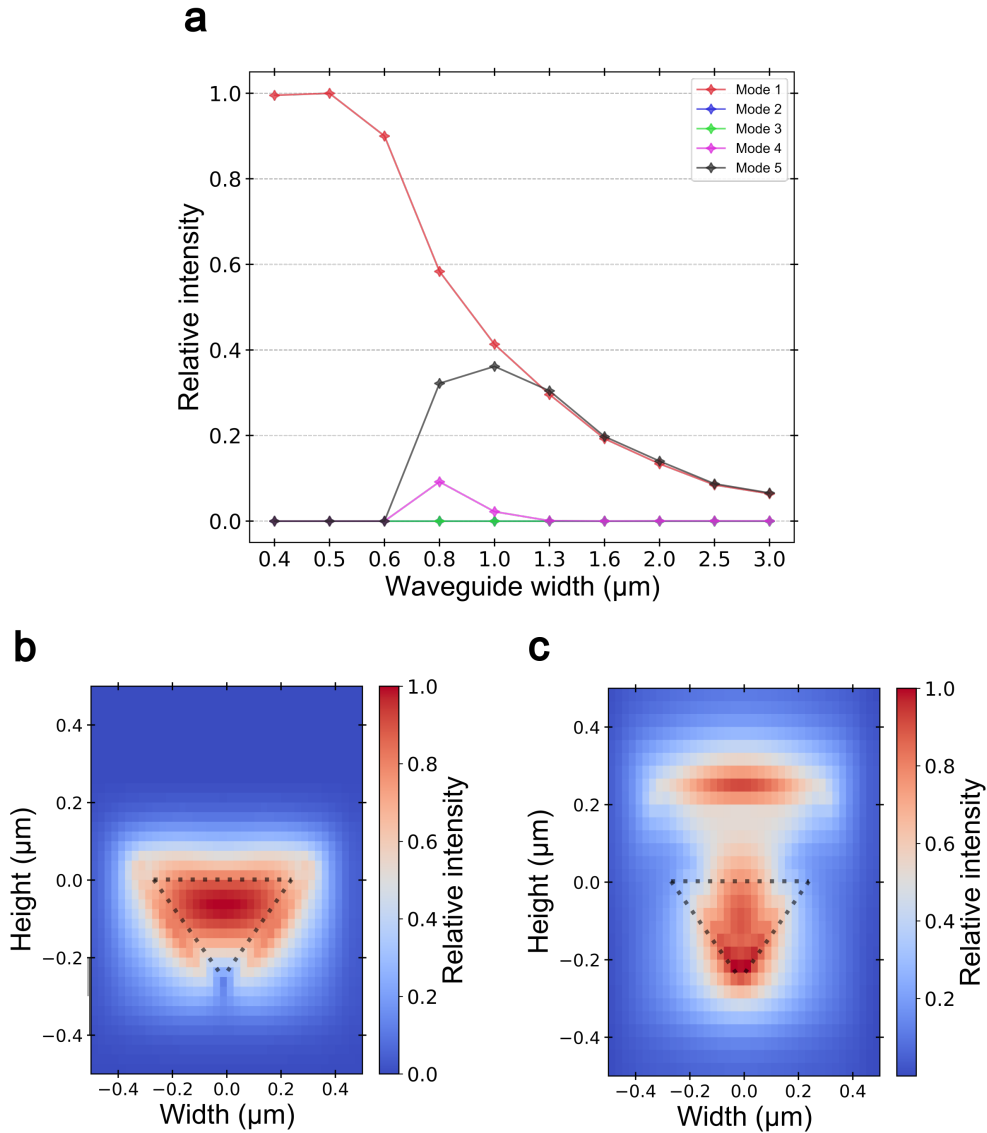 a
Relative intensity
1.0
0.8
0.6
0.4
0.2
0.0
Mode 1
Mode 2
Mode 3
Mode 4
Mode 5
0.4 0.5 0.6 0.8 1.0 1.3 1.6 2.0 2.5 3.0
Waveguide width (μm)
b
Height (μm)
0.4
0.2
0.0
−0.2
−0.4
−0.4 −0.2 0.0 0.2 0.4
Width (μm)
1.0
0.8
0.6
0.4
0.2
0.0
Relative intensity
c
Height (μm)
0.4
0.2
0.0
−0.2
−0.4
−0.4 −0.2 0.0 0.2 0.4
Width (μm)
1.0
0.8
0.6
0.4
0.2
Relative intensity